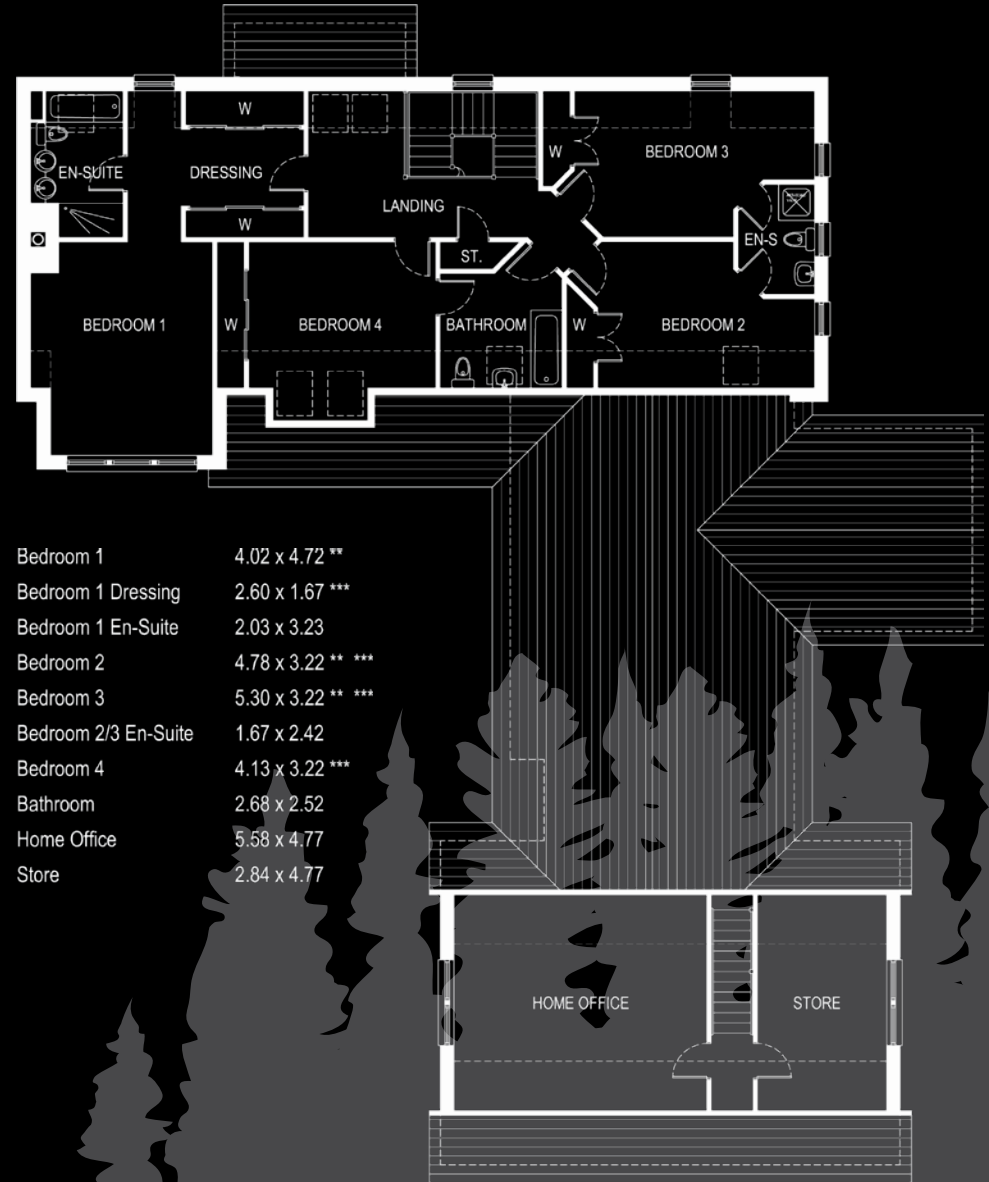 W
EN-SUITE
DRESSING
W
LANDING
W
BEDROOM 3
ST.
EN-S
BEDROOM 1
W
BEDROOM 4
BATHROOM
W
BEDROOM 2
Bedroom 1 4.02 x 4.72 **
Bedroom 1 Dressing 2.60 x 1.67 ***
Bedroom 1 En-Suite 2.03 x 3.23
Bedroom 2 4.78 x 3.22 ** ***
Bedroom 3 5.30 x 3.22 ** ***
Bedroom 2/3 En-Suite 1.67 x 2.42
Bedroom 4 4.13 x 3.22 ***
Bathroom 2.68 x 2.52
Home Office 5.58 x 4.77
Store 2.84 x 4.77
HOME OFFICE
STORE